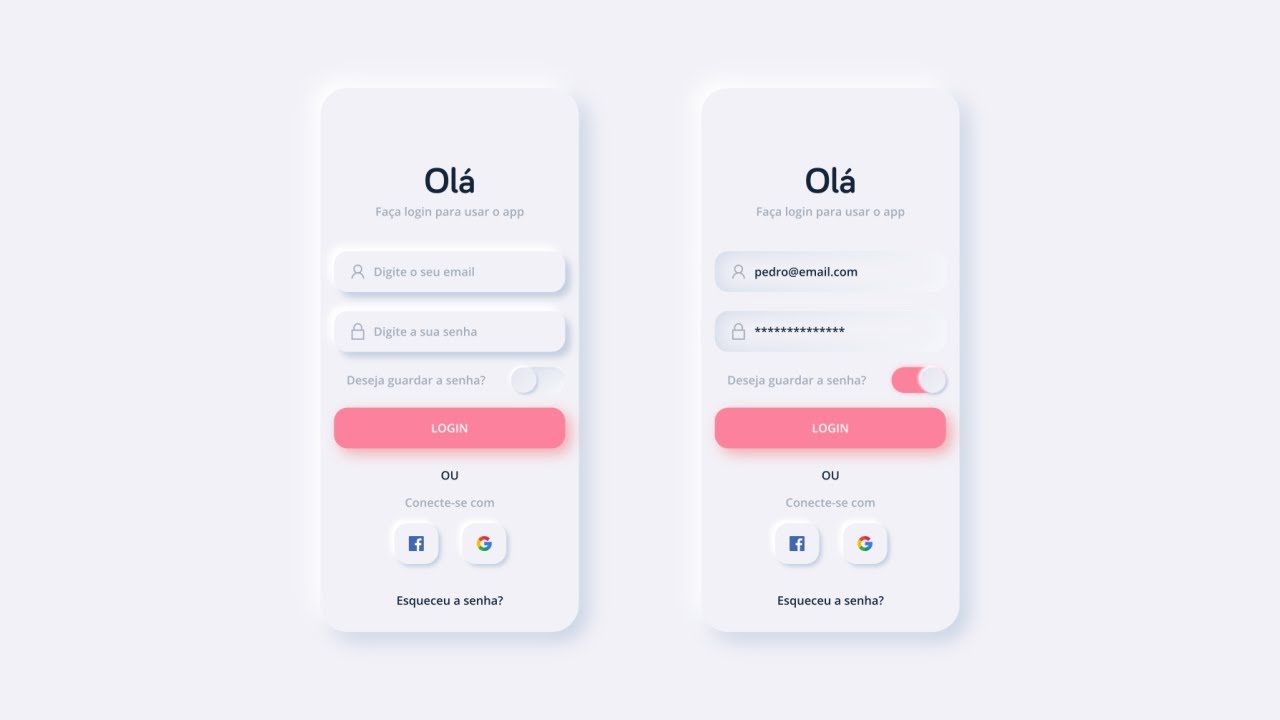 Olá
Faça login para usar o app
Digite o seu email
Digite a sua senha
Deseja guardar a senha?
LOGIN
OU
Conecte-se com
Esqueceu a senha?
Olá
Faça login para usar o app
pedro@email.com
**************
Deseja guardar a senha?
LOGIN
OU
Conecte-se com
Esqueceu a senha?